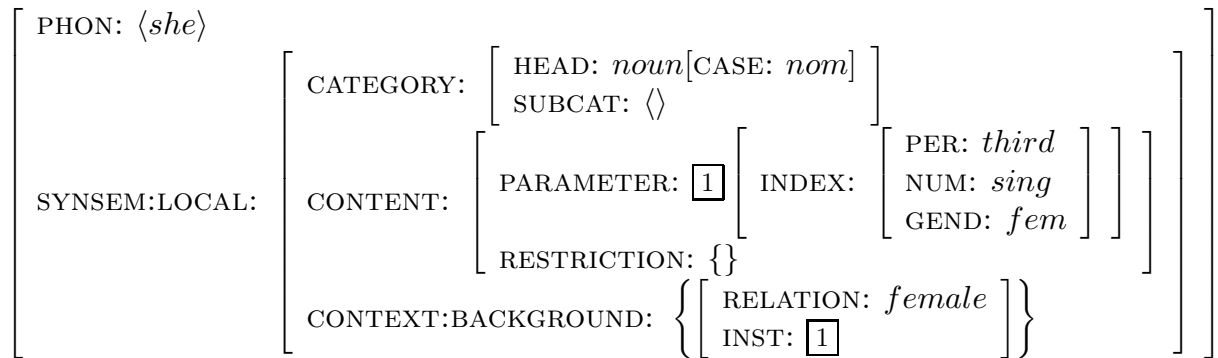 PHON: ⟨she⟩
CATEGORY: HEAD: noun[CASE: nom]
SUBCAT: ⟨⟩
SYNSEM:LOCAL: CONTENT: PARAMETER: 1 INDEX: PER: third
NUM: sing
GEND: fem
RESTRICTION: {}
CONTEXT:BACKGROUND: { RELATION: female
INST: 1 }